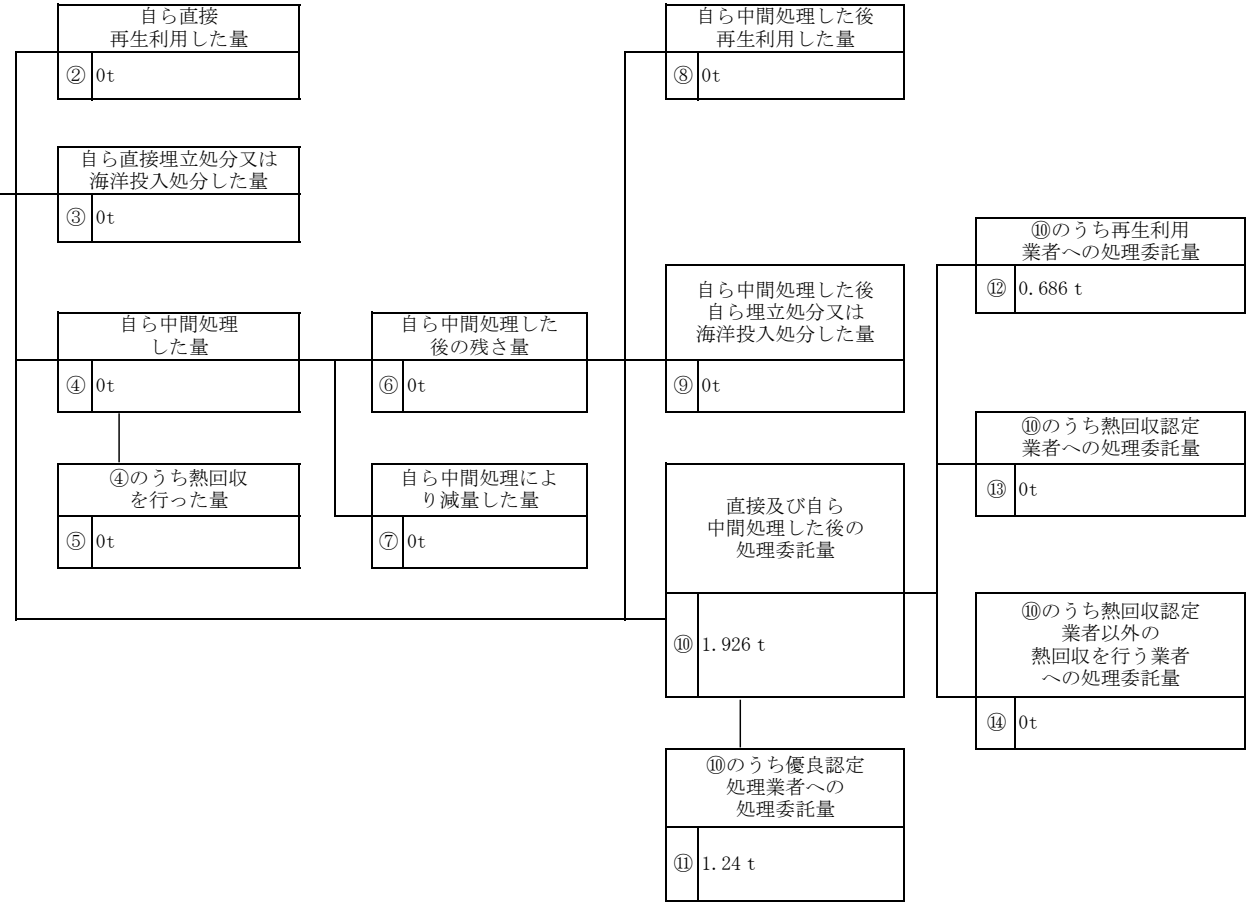 自ら直接
再生利用した量
② 0t
自ら中間処理した後
再生利用した量
⑧ 0t
自ら直接埋立処分又は
海洋投入処分した量
③ 0t
⑩のうち再生利用
業者への処理委託量
⑫ 0.686 t
自ら中間処理した後
自ら埋立処分又は
海洋投入処分した量
⑨ 0t
自ら中間処理
した量
④ 0t
自ら中間処理した
後の残さ量
⑥ 0t
⑩のうち熱回収認定
業者への処理委託量
⑬ 0t
④のうち熱回収
を行った量
⑤ 0t
自ら中間処理によ
り減量した量
⑦ 0t
直接及び自ら
中間処理した後の
処理委託量
⑩ 1.926 t
⑩のうち熱回収認定
業者以外の
熱回収を行う業者
への処理委託量
⑭ 0t
⑩のうち優良認定
処理業者への
処理委託量
⑪ 1.24 t